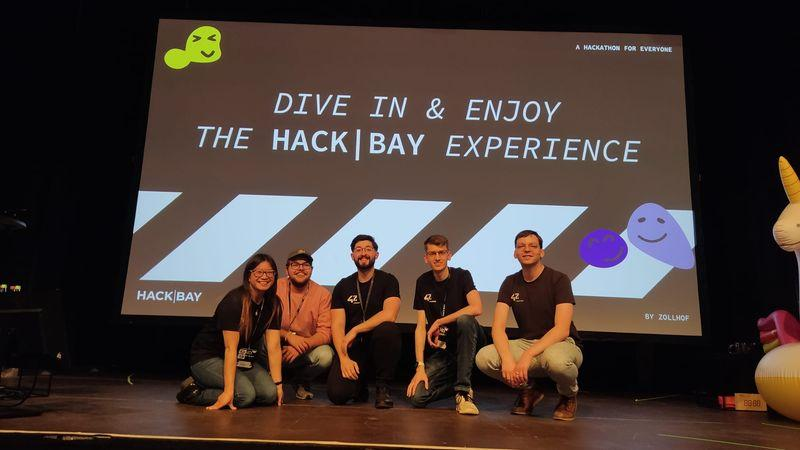 A HACKATHON FOR EVERYONE
DIVE IN & ENJOY
THE HACK|BAY EXPERIENCE
HACK|BAY
BY ZOLLHOF